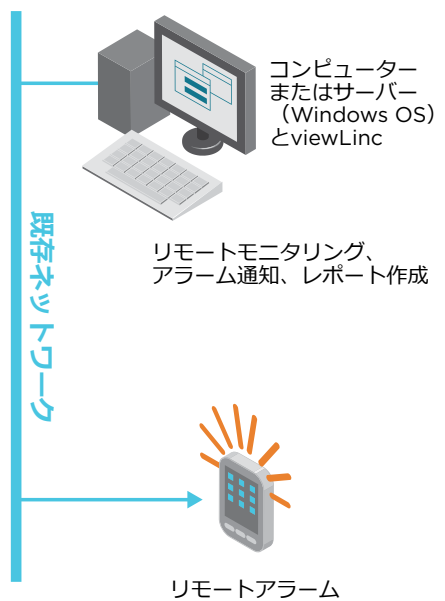 コンピューター
またはサーバー
（Windows OS）
とviewLinc
リモートモニタリング、
アラーム通知、レポート作成
既存ネットワーク
リモートアラーム